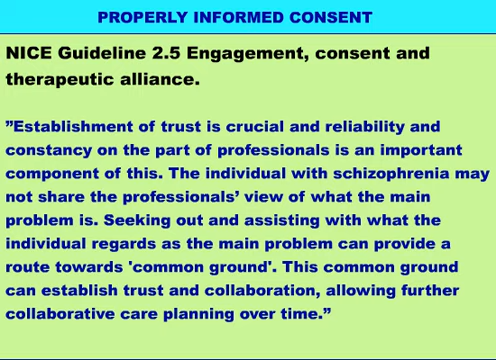 PROPERLY INFORMED CONSENT
NICE Guideline 2.5 Engagement, consent and
therapeutic alliance.
”Establishment of trust is crucial and reliability and
constancy on the part of professionals is an important
component of this. The individual with schizophrenia may
not share the professionals’ view of what the main
problem is. Seeking out and assisting with what the
individual regards as the main problem can provide a
route towards 'common ground'. This common ground
can establish trust and collaboration, allowing further
collaborative care planning over time.”